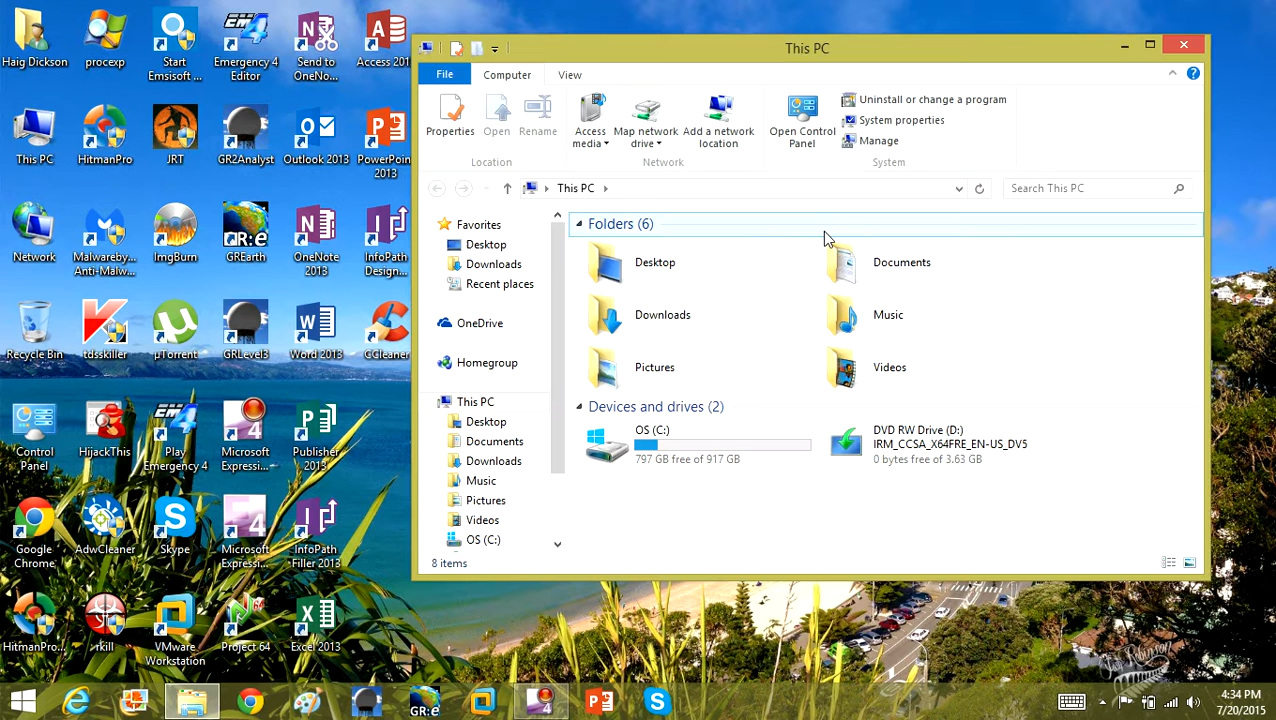 Haig Dickson
procexp
Start
Emsisoft ...
Emergency 4
Editor
Send to
OneNo...
Access 201
This PC
HitmanPro
JRT
GR2Analyst
Outlook 2013
PowerPoin
2013
Network
Malwareby...
Anti-Malw...
ImgBurn
GREarth
OneNote
2013
InfoPath
Design...
Recycle Bin
tdsskiller
µTorrent
GRLevel3
Word 2013
CCleaner
Control
Panel
HijackThis
Play
Emergency 4
Microsoft
Expressi...
Publisher
2013
Google
Chrome
AdwCleaner
Skype
Microsoft
Expressi...
InfoPath
Filler 2013
HitmanPro...
rkill
VMware
Workstation
Project 64
Excel 2013
This PC
File
Computer
View
Properties
Open
Rename
Location
Access
media
Map network
drive
Add a network
location
Network
Open Control
Panel
Uninstall or change a program
System properties
Manage
System
This PC
Search This PC
Favorites
Desktop
Downloads
Recent places
OneDrive
Homegroup
This PC
Desktop
Documents
Downloads
Music
Pictures
Videos
OS (C:)
Folders (6)
Desktop
Documents
Downloads
Music
Pictures
Videos
Devices and drives (2)
OS (C:)
797 GB free of 917 GB
DVD RW Drive (D:)
IRM_CCSA_X64FRE_EN-US_DV5
0 bytes free of 3.63 GB
8 items
GR:e
4:34 PM
7/20/2015